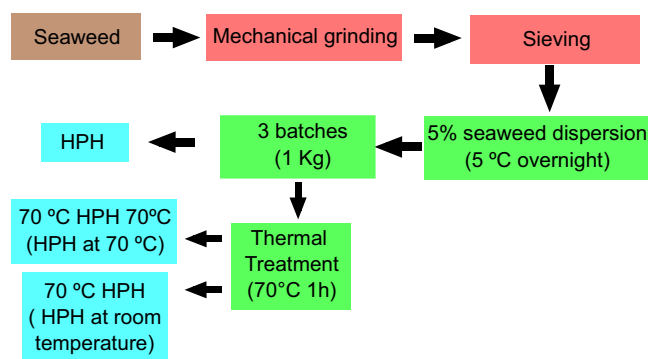 Seaweed
Mechanical grinding
Sieving
HPH
3 batches
(1 Kg)
5% seaweed dispersion
(5 ºC overnight)
70 ºC HPH 70ºC
(HPH at 70 ºC)
Thermal
Treatment
(70°C 1h)
70 ºC HPH
( HPH at room
temperature)